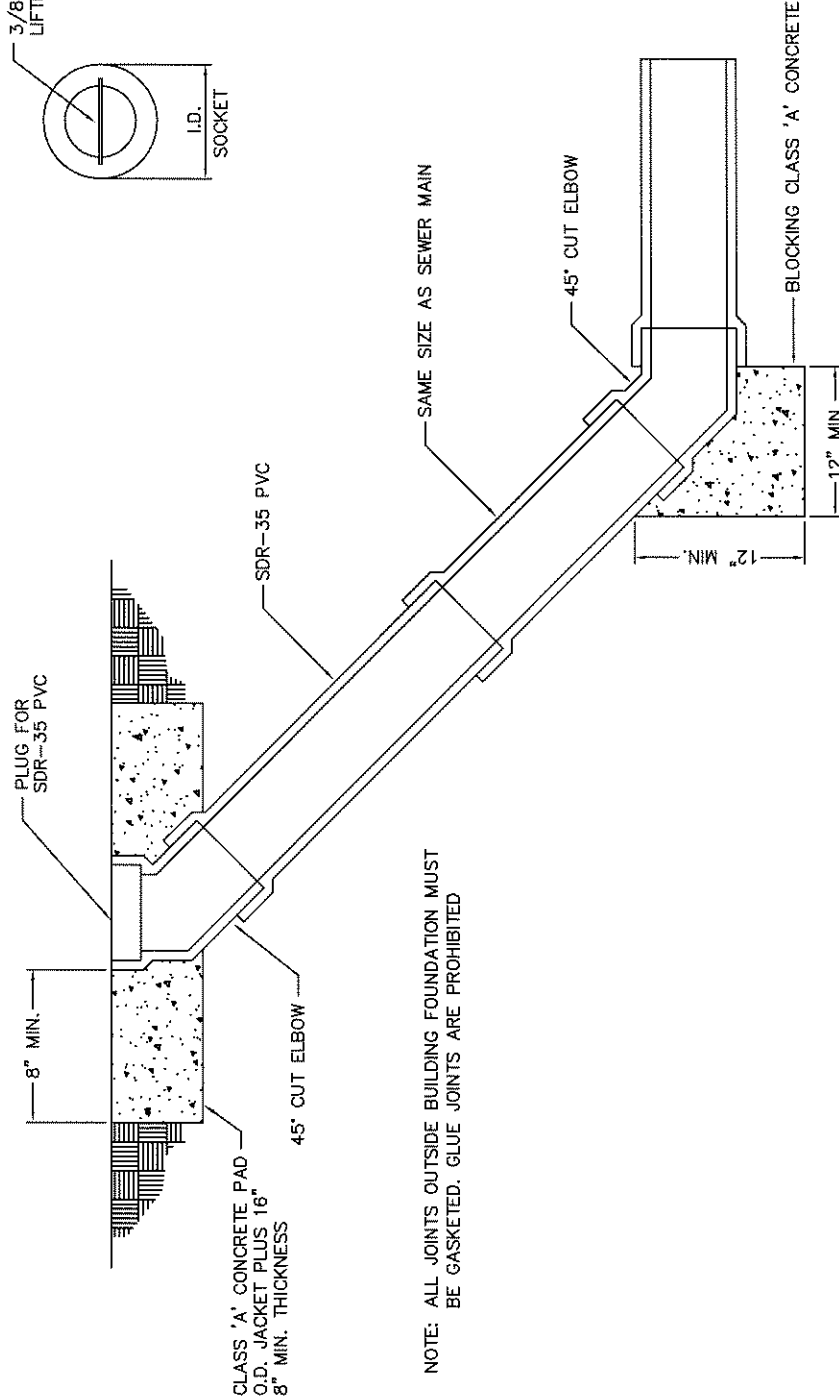 3/8
LIFT
I.D.
SOCKET
PLUG FOR
SDR-35 PVC
8" MIN.
SDR-35 PVC
SAME SIZE AS SEWER MAIN
45° CUT ELBOW
CLASS 'A' CONCRETE PAD
O.D. JACKET PLUS 16"
8" MIN. THICKNESS
45° CUT ELBOW
12" MIN.
12" MIN.
BLOCKING CLASS 'A' CONCRETE
NOTE: ALL JOINTS OUTSIDE BUILDING FOUNDATION MUST
BE GASKETED. GLUE JOINTS ARE PROHIBITED